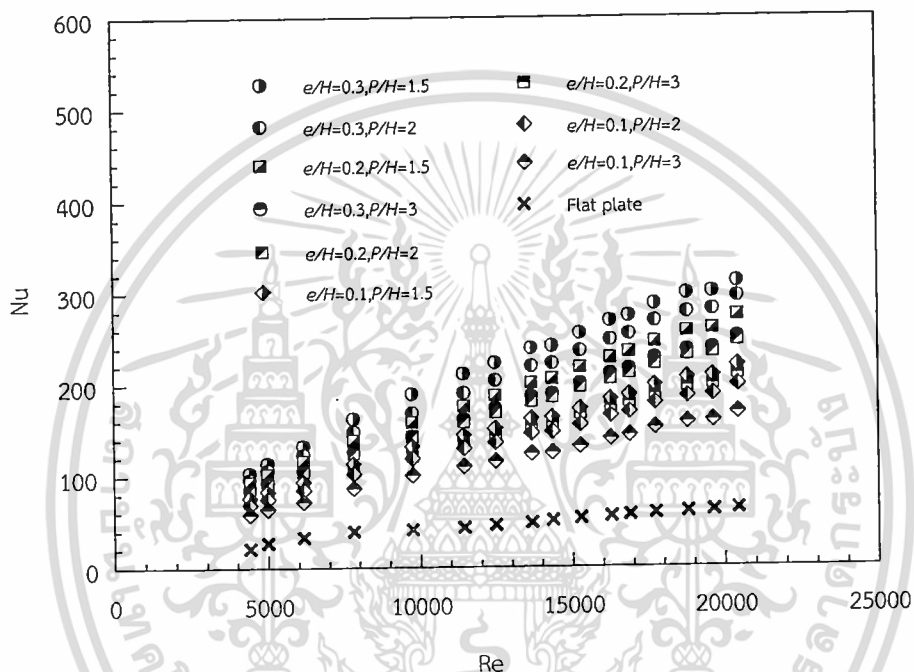 600
500
400
300
200
100
0
Nu
e/H=0.3,P/H=1.5
e/H=0.3,P/H=2
e/H=0.2,P/H=1.5
e/H=0.3,P/H=3
e/H=0.2,P/H=2
e/H=0.1,P/H=1.5
e/H=0.2,P/H=3
e/H=0.1,P/H=2
e/H=0.1,P/H=3
Flat plate
0
5000
10000
15000
20000
25000
Re